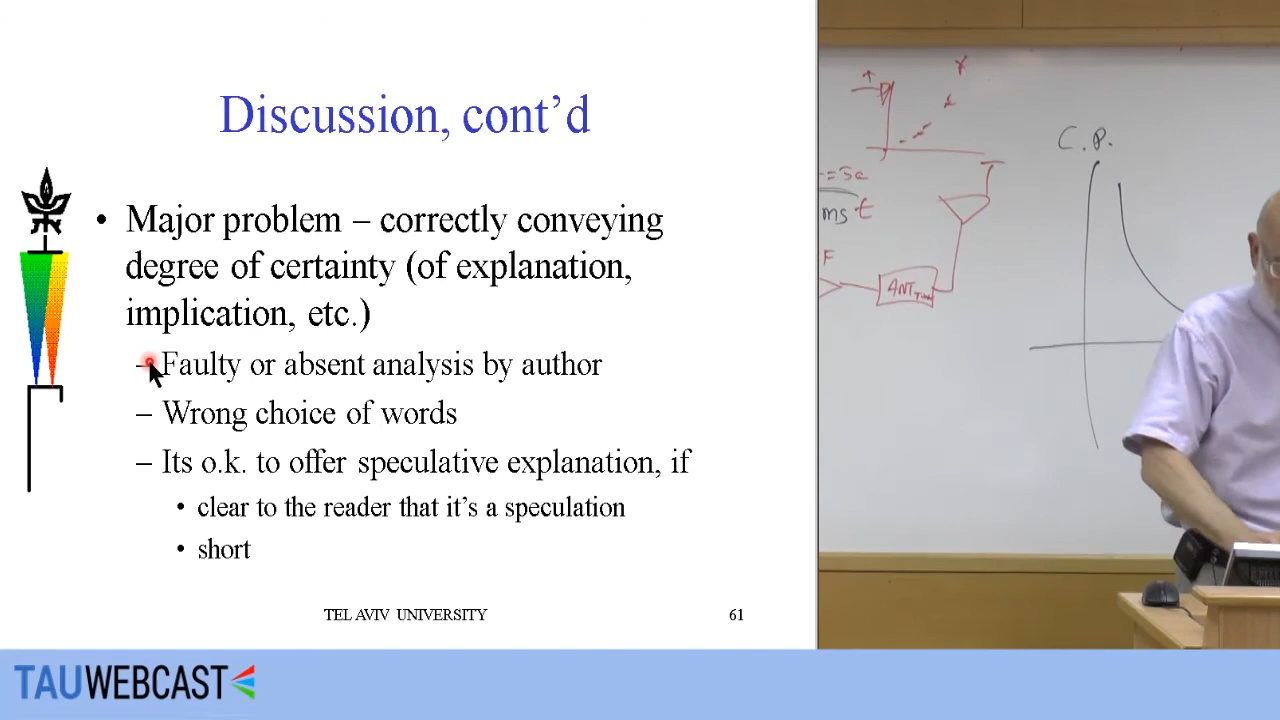 Discussion, cont’d
• Major problem – correctly conveying
degree of certainty (of explanation,
implication, etc.)
– Faulty or absent analysis by author
– Wrong choice of words
– Its o.k. to offer speculative explanation, if
• clear to the reader that it’s a speculation
• short
TEL AVIV UNIVERSITY
61
C.P.
ms t
F
TAUWEBCAST